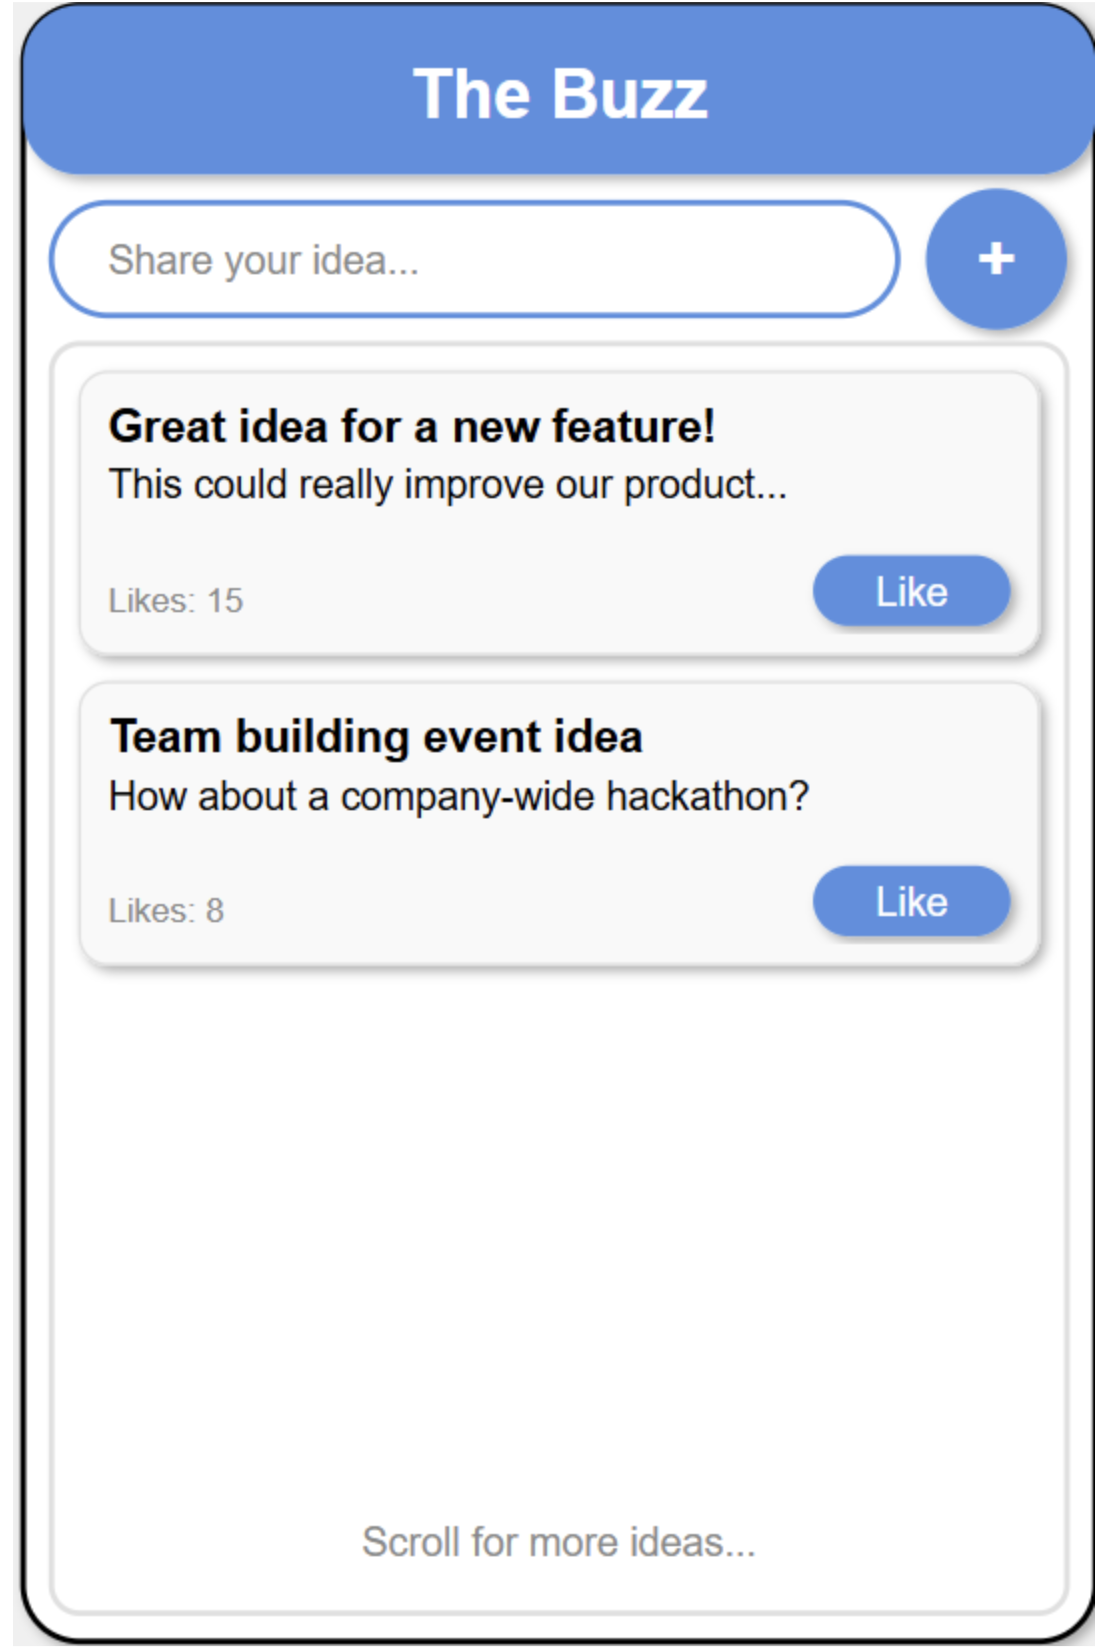 The Buzz
Share your idea...
+
Great idea for a new feature!
This could really improve our product...
Likes: 15
Like
Team building event idea
How about a company-wide hackathon?
Likes: 8
Like
Scroll for more ideas...